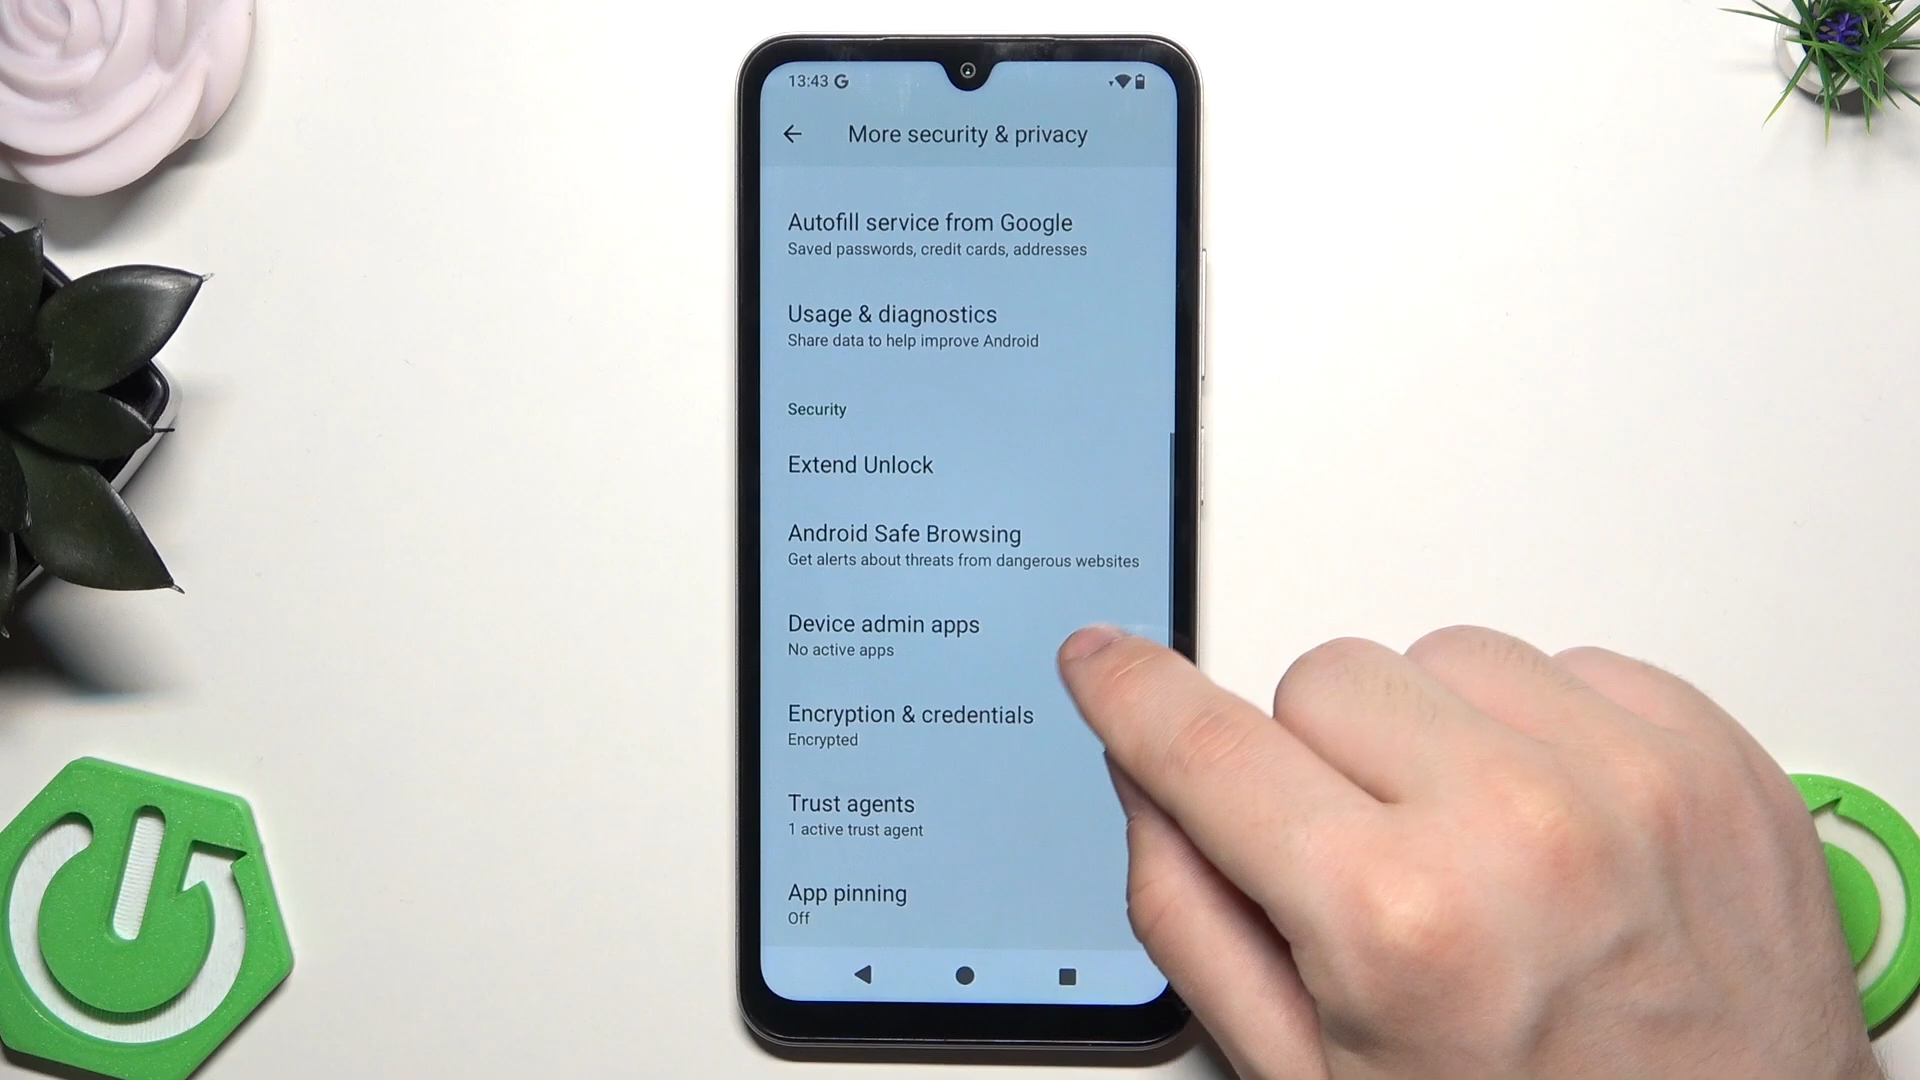 13:43 G
More security & privacy
Autofill service from Google
Saved passwords, credit cards, addresses
Usage & diagnostics
Share data to help improve Android
Security
Extend Unlock
Android Safe Browsing
Get alerts about threats from dangerous websites
Device admin apps
No active apps
Encryption & credentials
Encrypted
Trust agents
1 active trust agent
App pinning
Off